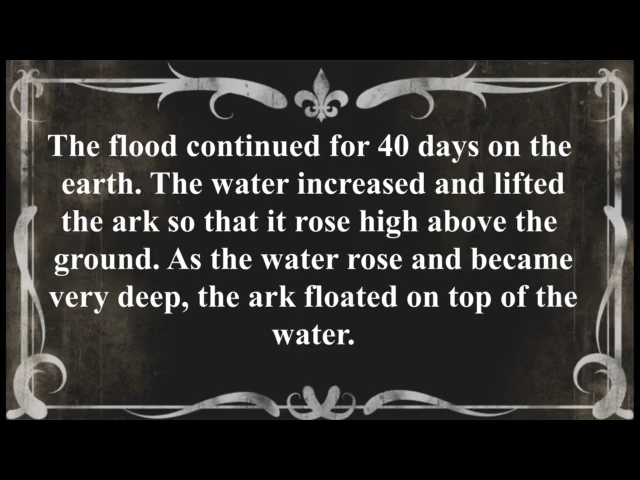 The flood continued for 40 days on the
earth. The water increased and lifted
the ark so that it rose high above the
ground. As the water rose and became
very deep, the ark floated on top of the
water.